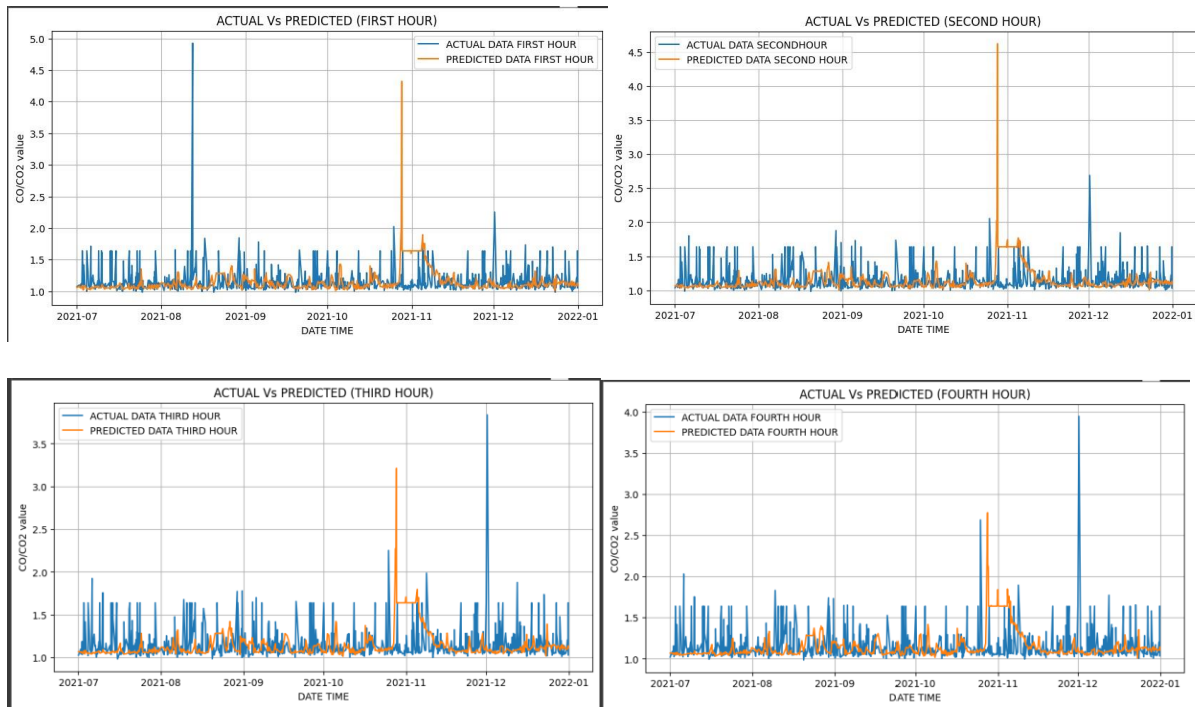 ACTUAL Vs PREDICTED (FIRST HOUR)
ACTUAL DATA FIRST HOUR
PREDICTED DATA FIRST HOUR
5.0
4.5
4.0
3.5
3.0
2.5
2.0
1.5
1.0
CO/CO2 value
2021-07 2021-08 2021-09 2021-10 2021-11 2021-12 2022-01
DATE TIME
ACTUAL Vs PREDICTED (SECOND HOUR)
ACTUAL DATA SECONDHOUR
PREDICTED DATA SECOND HOUR
4.5
4.0
3.5
3.0
2.5
2.0
1.5
1.0
CO/CO2 value
2021-07 2021-08 2021-09 2021-10 2021-11 2021-12 2022-01
DATE TIME
ACTUAL Vs PREDICTED (THIRD HOUR)
ACTUAL DATA THIRD HOUR
PREDICTED DATA THIRD HOUR
3.5
3.0
2.5
2.0
1.5
1.0
CO/CO2 value
2021-07 2021-08 2021-09 2021-10 2021-11 2021-12 2022-01
DATE TIME
ACTUAL Vs PREDICTED (FOURTH HOUR)
ACTUAL DATA FOURTH HOUR
PREDICTED DATA FOURTH HOUR
4.0
3.5
3.0
2.5
2.0
1.5
1.0
CO/CO2 value
2021-07 2021-08 2021-09 2021-10 2021-11 2021-12 2022-01
DATE TIME